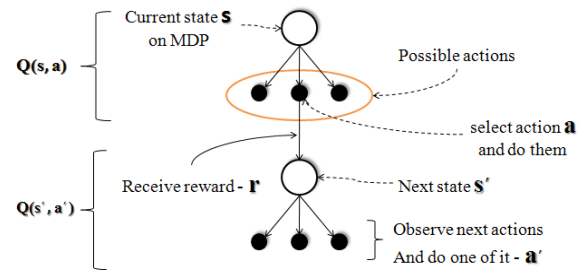 Current state s
on MDP
Q(s, a)
Possible actions
select action a
and do them
Receive reward - r
Next state s'
Q(s', a')
Observe next actions
And do one of it - a'